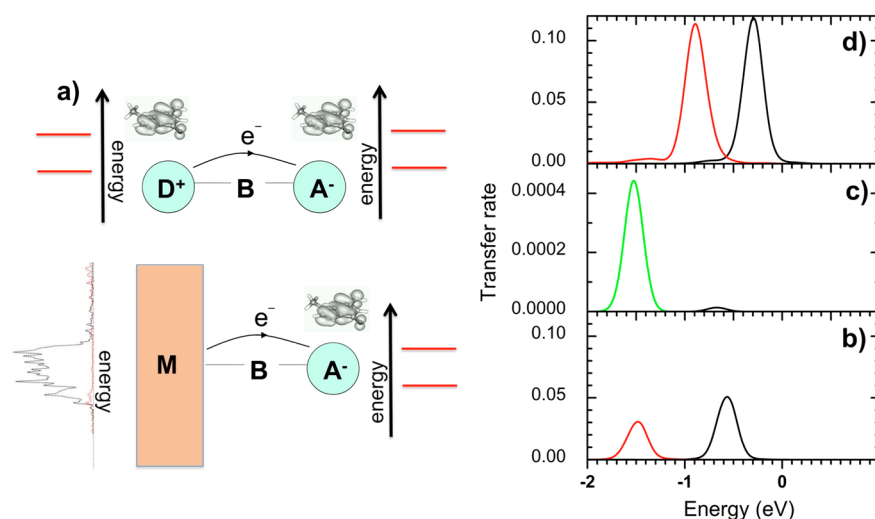 a)
energy
e⁻
D⁺
B
A⁻
energy
energy
M
e⁻
B
A⁻
energy
Transfer rate
0.10
0.05
0.00
d)
0.0004
0.0002
0.0000
c)
0.10
0.05
0.00
b)
-2 -1 0
Energy (eV)